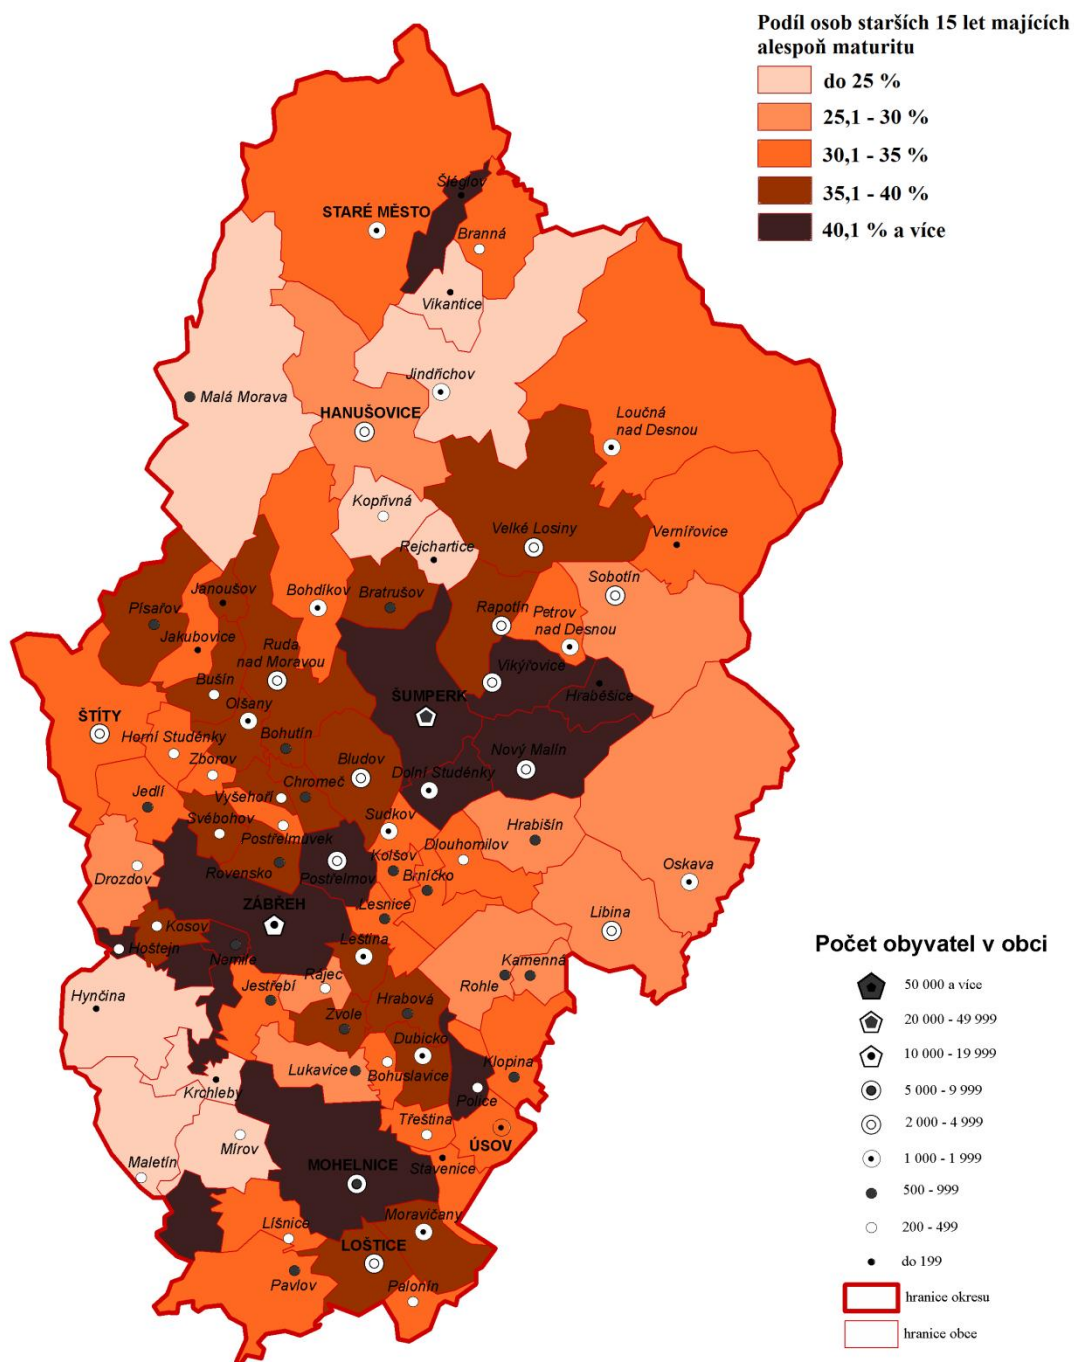 Podíl osob starších 15 let majících
alespoň maturitu
do 25 %
25,1 - 30 %
30,1 - 35 %
35,1 - 40 %
40,1 % a více
Šléglov
STARÉ MĚSTO
Branná
Vikantice
Jindřichov
Malá Morava
HANUŠOVICE
Loučná
nad Desnou
Kopřivná
Velké Losiny
Vernířovice
Rejchartice
Sobotín
Janoušov
Bohdíkov
Bratrušov
Písařov
Rapotín
Petrov
nad Desnou
Jakubovice
Ruda
nad Moravou
Vikýřovice
Bušín
Hraběšice
ŠUMPERK
Olšany
ŠTÍTY
Horní Studénky
Bohutín
Nový Malín
Zborov
Bludov
Dolní Studénky
Jedlí
Chromeč
Vyšehoří
Svébohov
Sudkov
Postřelmůvek
Dlouhomilov
Hrabišín
Kolšov
Rovensko
Postřelmov
Brníčko
Drozdov
Oskava
ZÁBŘEH
Lesnice
Libina
Kosov
Hoštejn
Nemile
Leština
Kamenná
Rájec
Rohle
Hynčina
Jestřebí
Hrabová
Zvole
Dubicko
Lukavice
Bohuslavice
Klopina
Krchleby
Police
Třeština
Mírov
ÚSOV
Maletín
MOHELNICE
Stavenice
Líšnice
Moravičany
LOŠTICE
Pavlov
Palonín
Počet obyvatel v obci
50 000 a více
20 000 - 49 999
10 000 - 19 999
5 000 - 9 999
2 000 - 4 999
1 000 - 1 999
500 - 999
200 - 499
do 199
hranice okresu
hranice obce